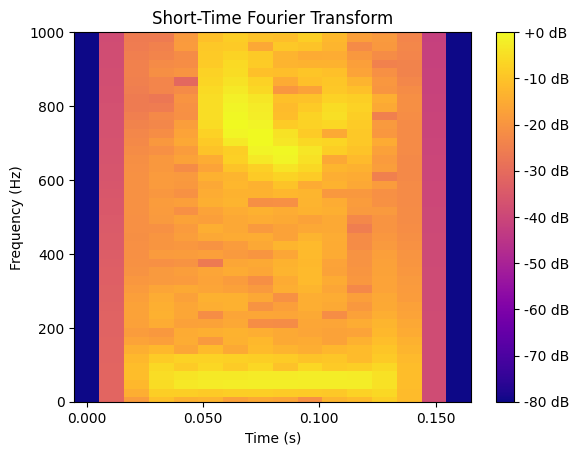 Short-Time Fourier Transform
Frequency (Hz)
1000
800
600
400
200
0
0.000 0.050 0.100 0.150
Time (s)
+0 dB
-10 dB
-20 dB
-30 dB
-40 dB
-50 dB
-60 dB
-70 dB
-80 dB